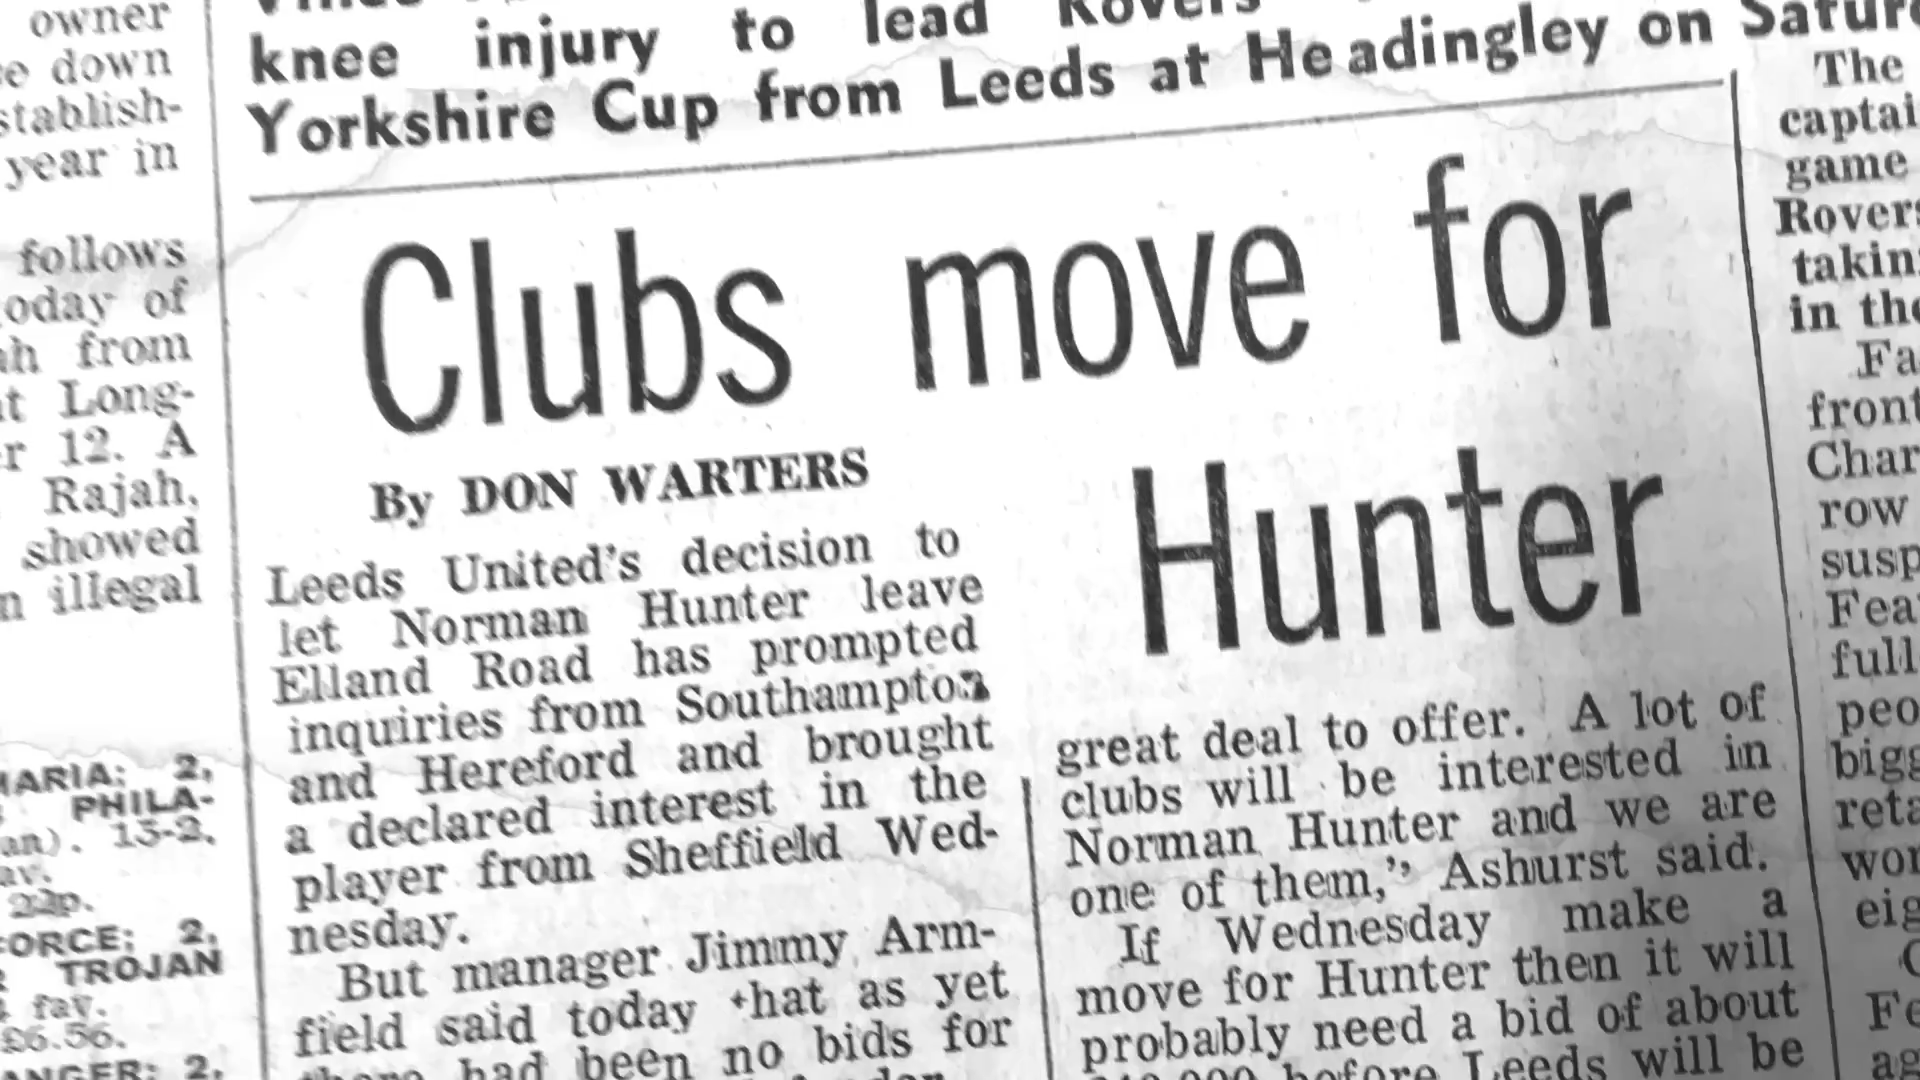 owner
down
stablish-
year in
follows
oday of
from
Long-
12. A
Rajah.
showed
illegal
MARIA: 2,
PHILA-
13-2.
22p.
FORCE: 2,
TROJAN
fav.
£6.56.
ANGER: 2,
knee injury to lead Rovers
Yorkshire Cup from Leeds at Headingley on Satur
Clubs move for
Hunter
By DON WARTERS
Leeds United's decision to
let Norman Hunter leave
Elland Road has prompted
inquiries from Southampton
and Hereford and brought
a declared interest in the
player from Sheffield Wed-
nesday.
But manager Jimmy Arm-
field said today that as yet
there had been no bids for
great deal to offer. A lot of
clubs will be interested in
Norman Hunter and we are
one of them," Ashurst said.
If Wednesday make a
move for Hunter then it will
probably need a bid of about
before Leeds will be
The
captai
game
Rovers
takin
in the
Fa
front
Char
row
susp
Fea
full
peo
bigg
reta
wor
eig
Fe
ag